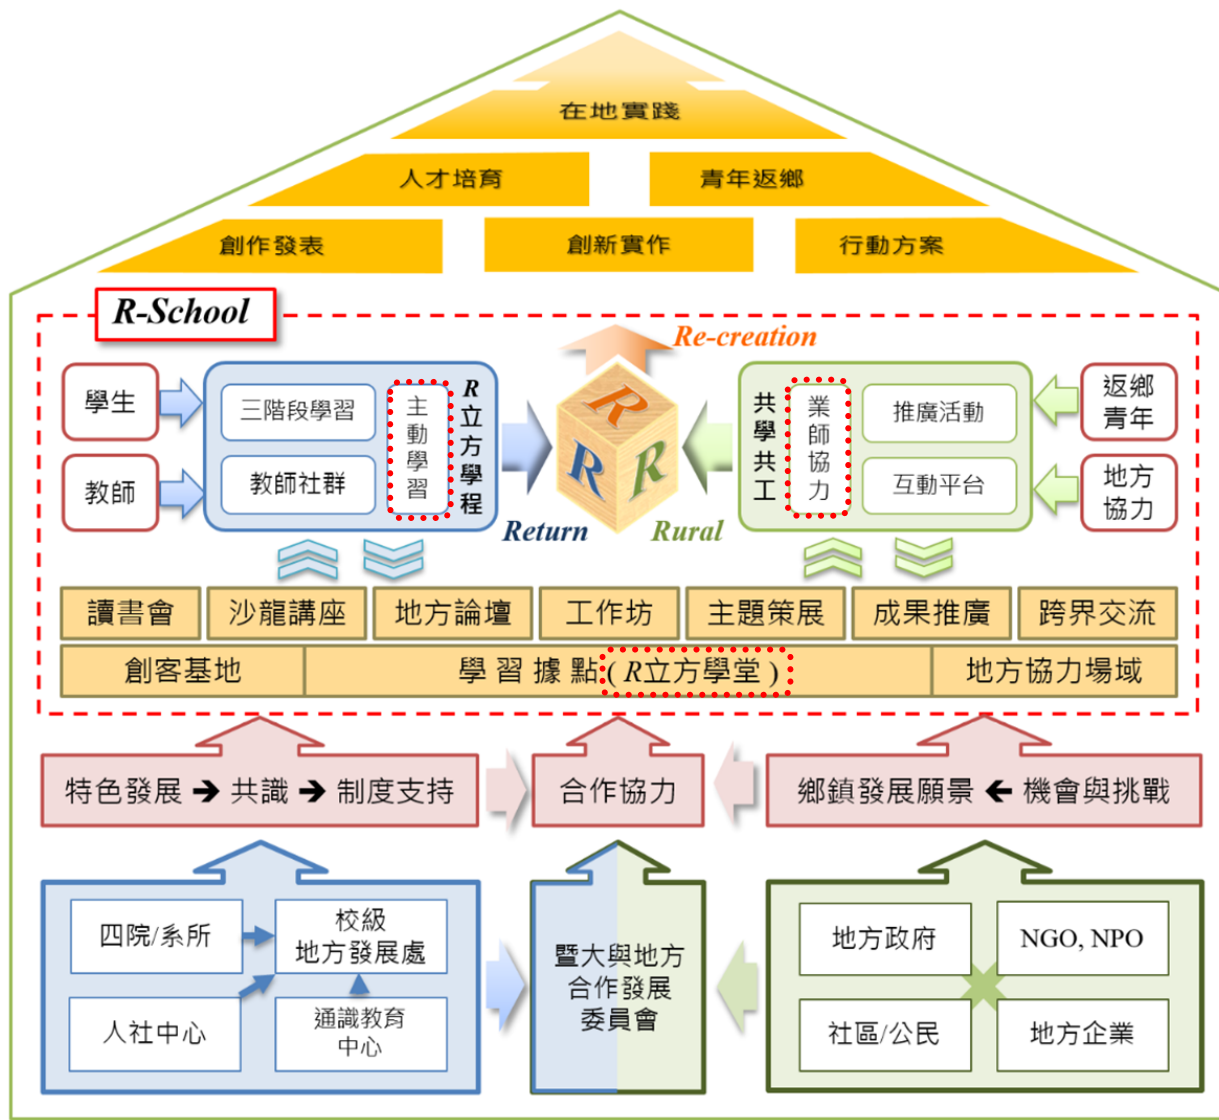 在地實踐
人才培育
青年返鄉
創作發表
創新實作
行動方案
R-School
Re-creation
學生
教師
三階段學習
教師社群
主動學習
R立方學程
R
R
R
Return
Rural
共學共工
業師協力
推廣活動
互動平台
返鄉
青年
地方
協力
讀書會
沙龍講座
地方論壇
工作坊
主題策展
成果推廣
跨界交流
創客基地
學習據點(R立方學堂)
地方協力場域
特色發展➔共識➔制度支持
合作協力
鄉鎮發展願景←機會與挑戰
四院/系所
校級
地方發展處
人社中心
通識教育
中心
暨大與地方
合作發展
委員會
地方政府
NGO, NPO
社區/公民
地方企業